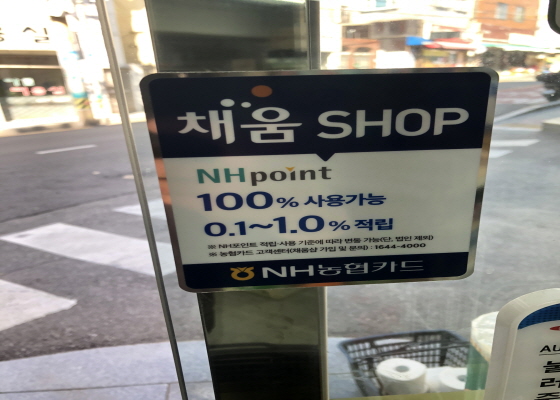 채움 SHOP
NHpoint
100% 사용가능
0.1~1.0% 적립
※ NH포인트 적립·사용 기준에 따라 변동 가능(단, 법인 제외)
※ 농협카드 고객센터(채움샵 가입 및 문의) : 1644-4000
NH농협카드